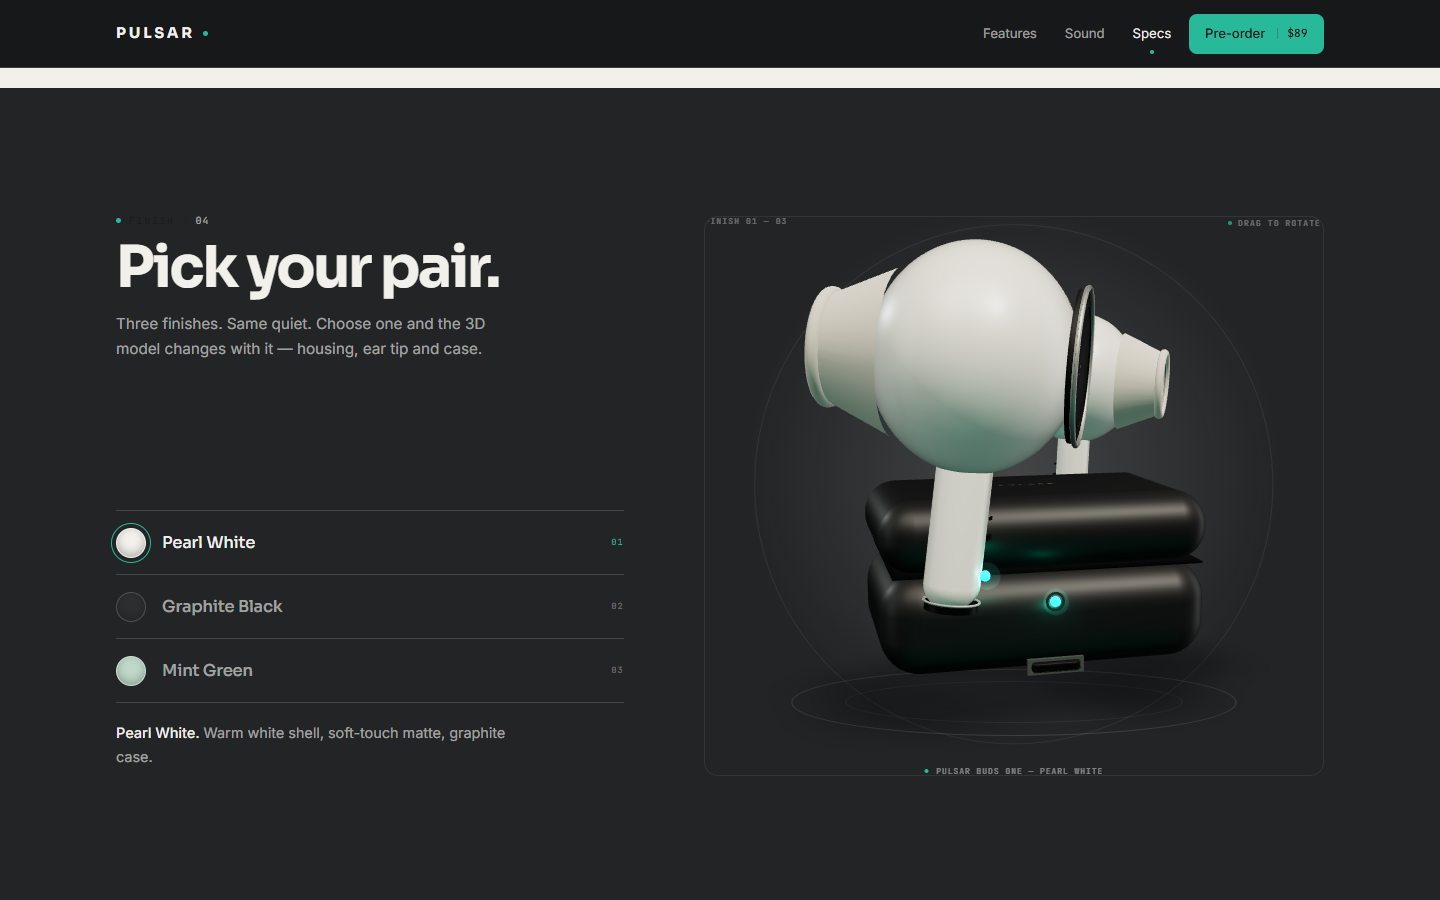 PULSAR
Features
Sound
Specs
Pre-order | $89
FINISH 04
Pick your pair.
Three finishes. Same quiet. Choose one and the 3D
model changes with it — housing, ear tip and case.
INISH 01 — 03
DRAG TO ROTATE
Pearl White 01
Graphite Black 02
Mint Green 03
Pearl White. Warm white shell, soft-touch matte, graphite
case.
PULSAR BUDS ONE — PEARL WHITE